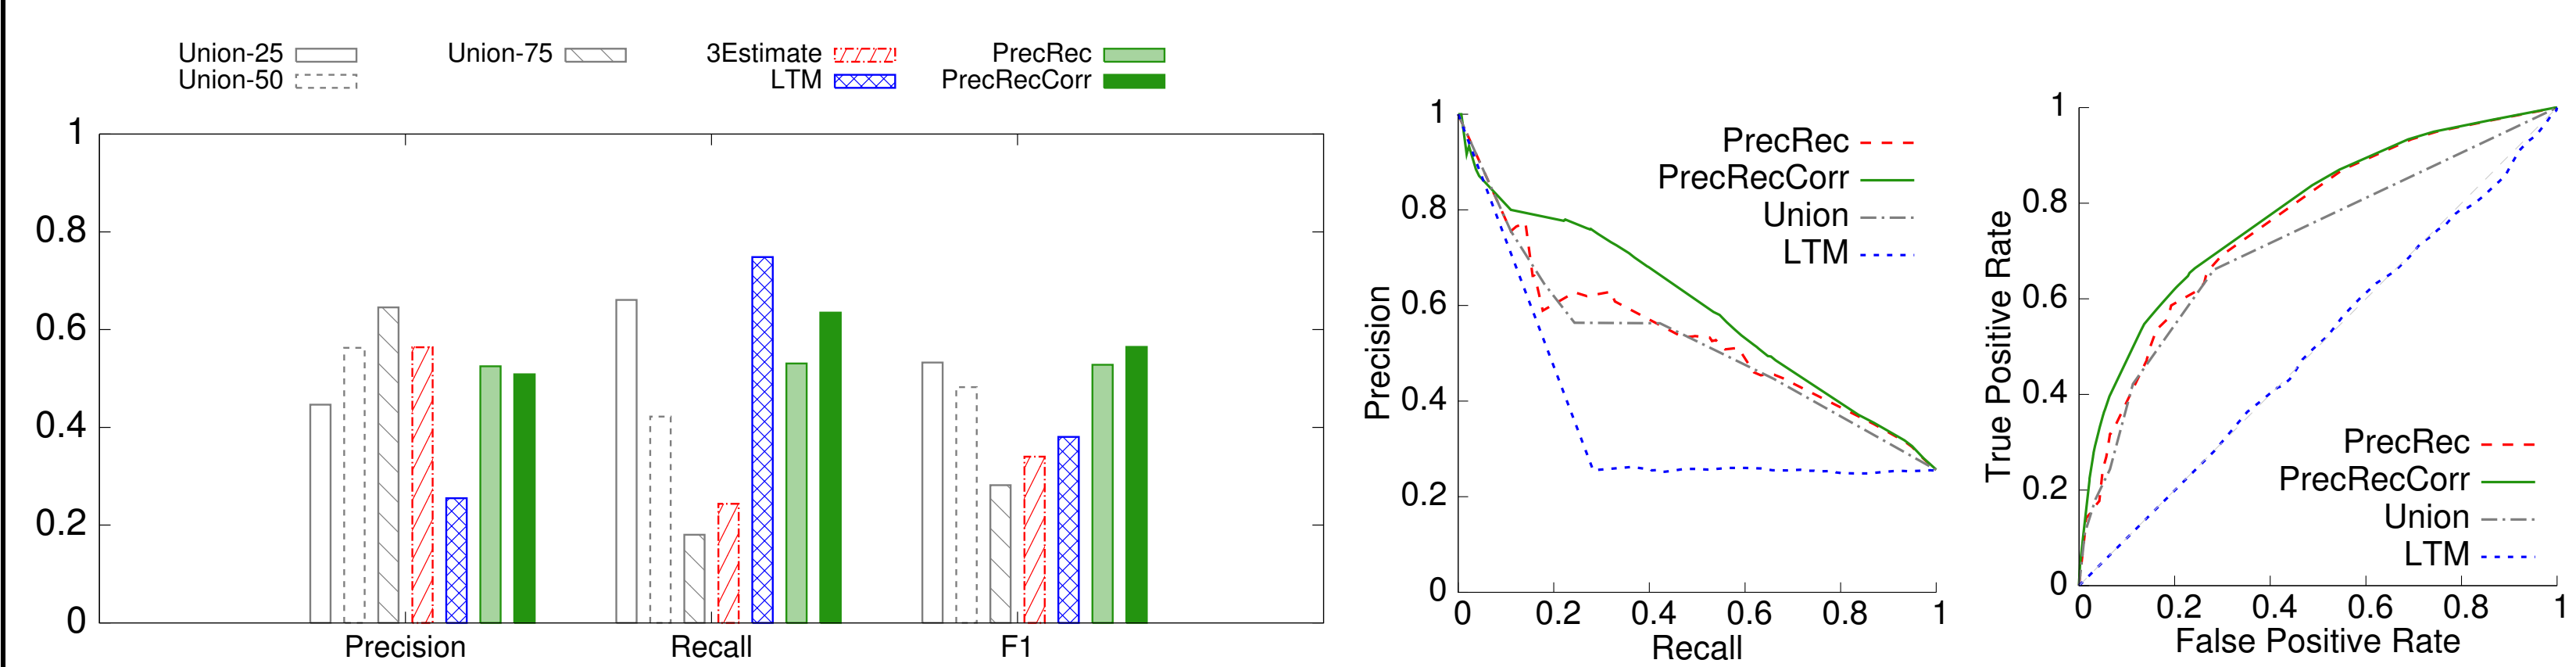 Union-25
Union-50
Union-75
3Estimate
LTM
PrecRec
PrecRecCorr
1
0.8
0.6
0.4
0.2
0
Precision
Recall
F1
PrecRec
PrecRecCorr
Union
LTM
Precision
1
0.8
0.6
0.4
0.2
0
0 0.2 0.4 0.6 0.8 1
Recall
True Positive Rate
1
0.8
0.6
0.4
0.2
0
PrecRec
PrecRecCorr
Union
LTM
0 0.2 0.4 0.6 0.8 1
False Positive Rate